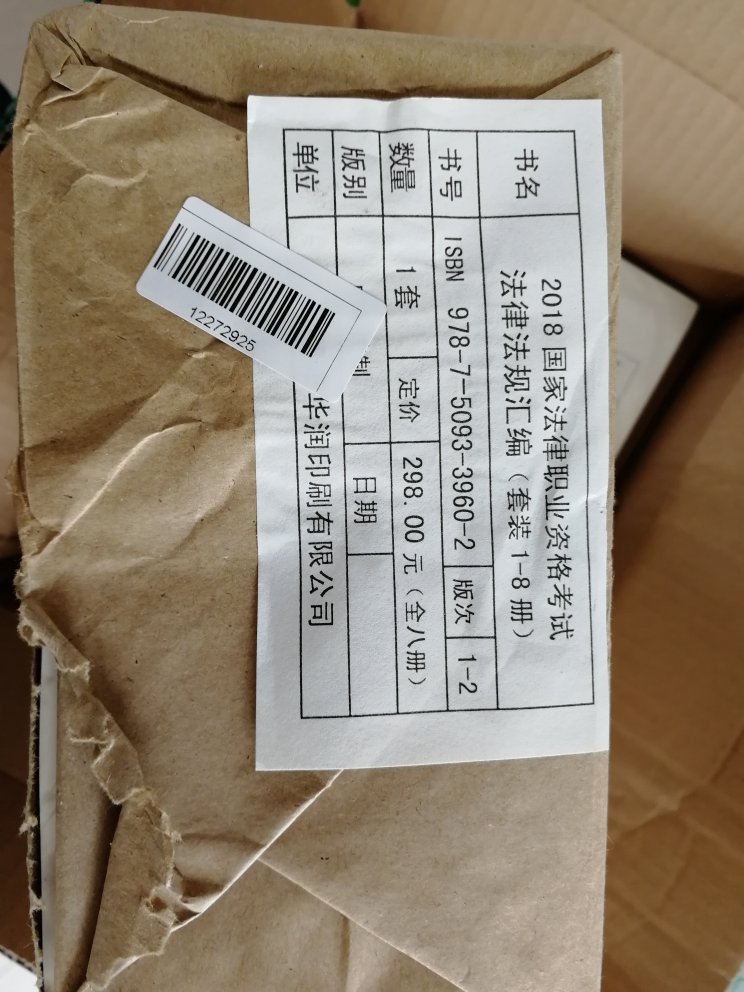 书名 2018国家法律职业资格考试
法律法规汇编（套装1-8册）
书号 ISBN 978-7-5093-3960-2 版次 1-2
数量 1套 定价 298.00元（全八册）
版别 制 日期
单位 华润印刷有限公司
12272925